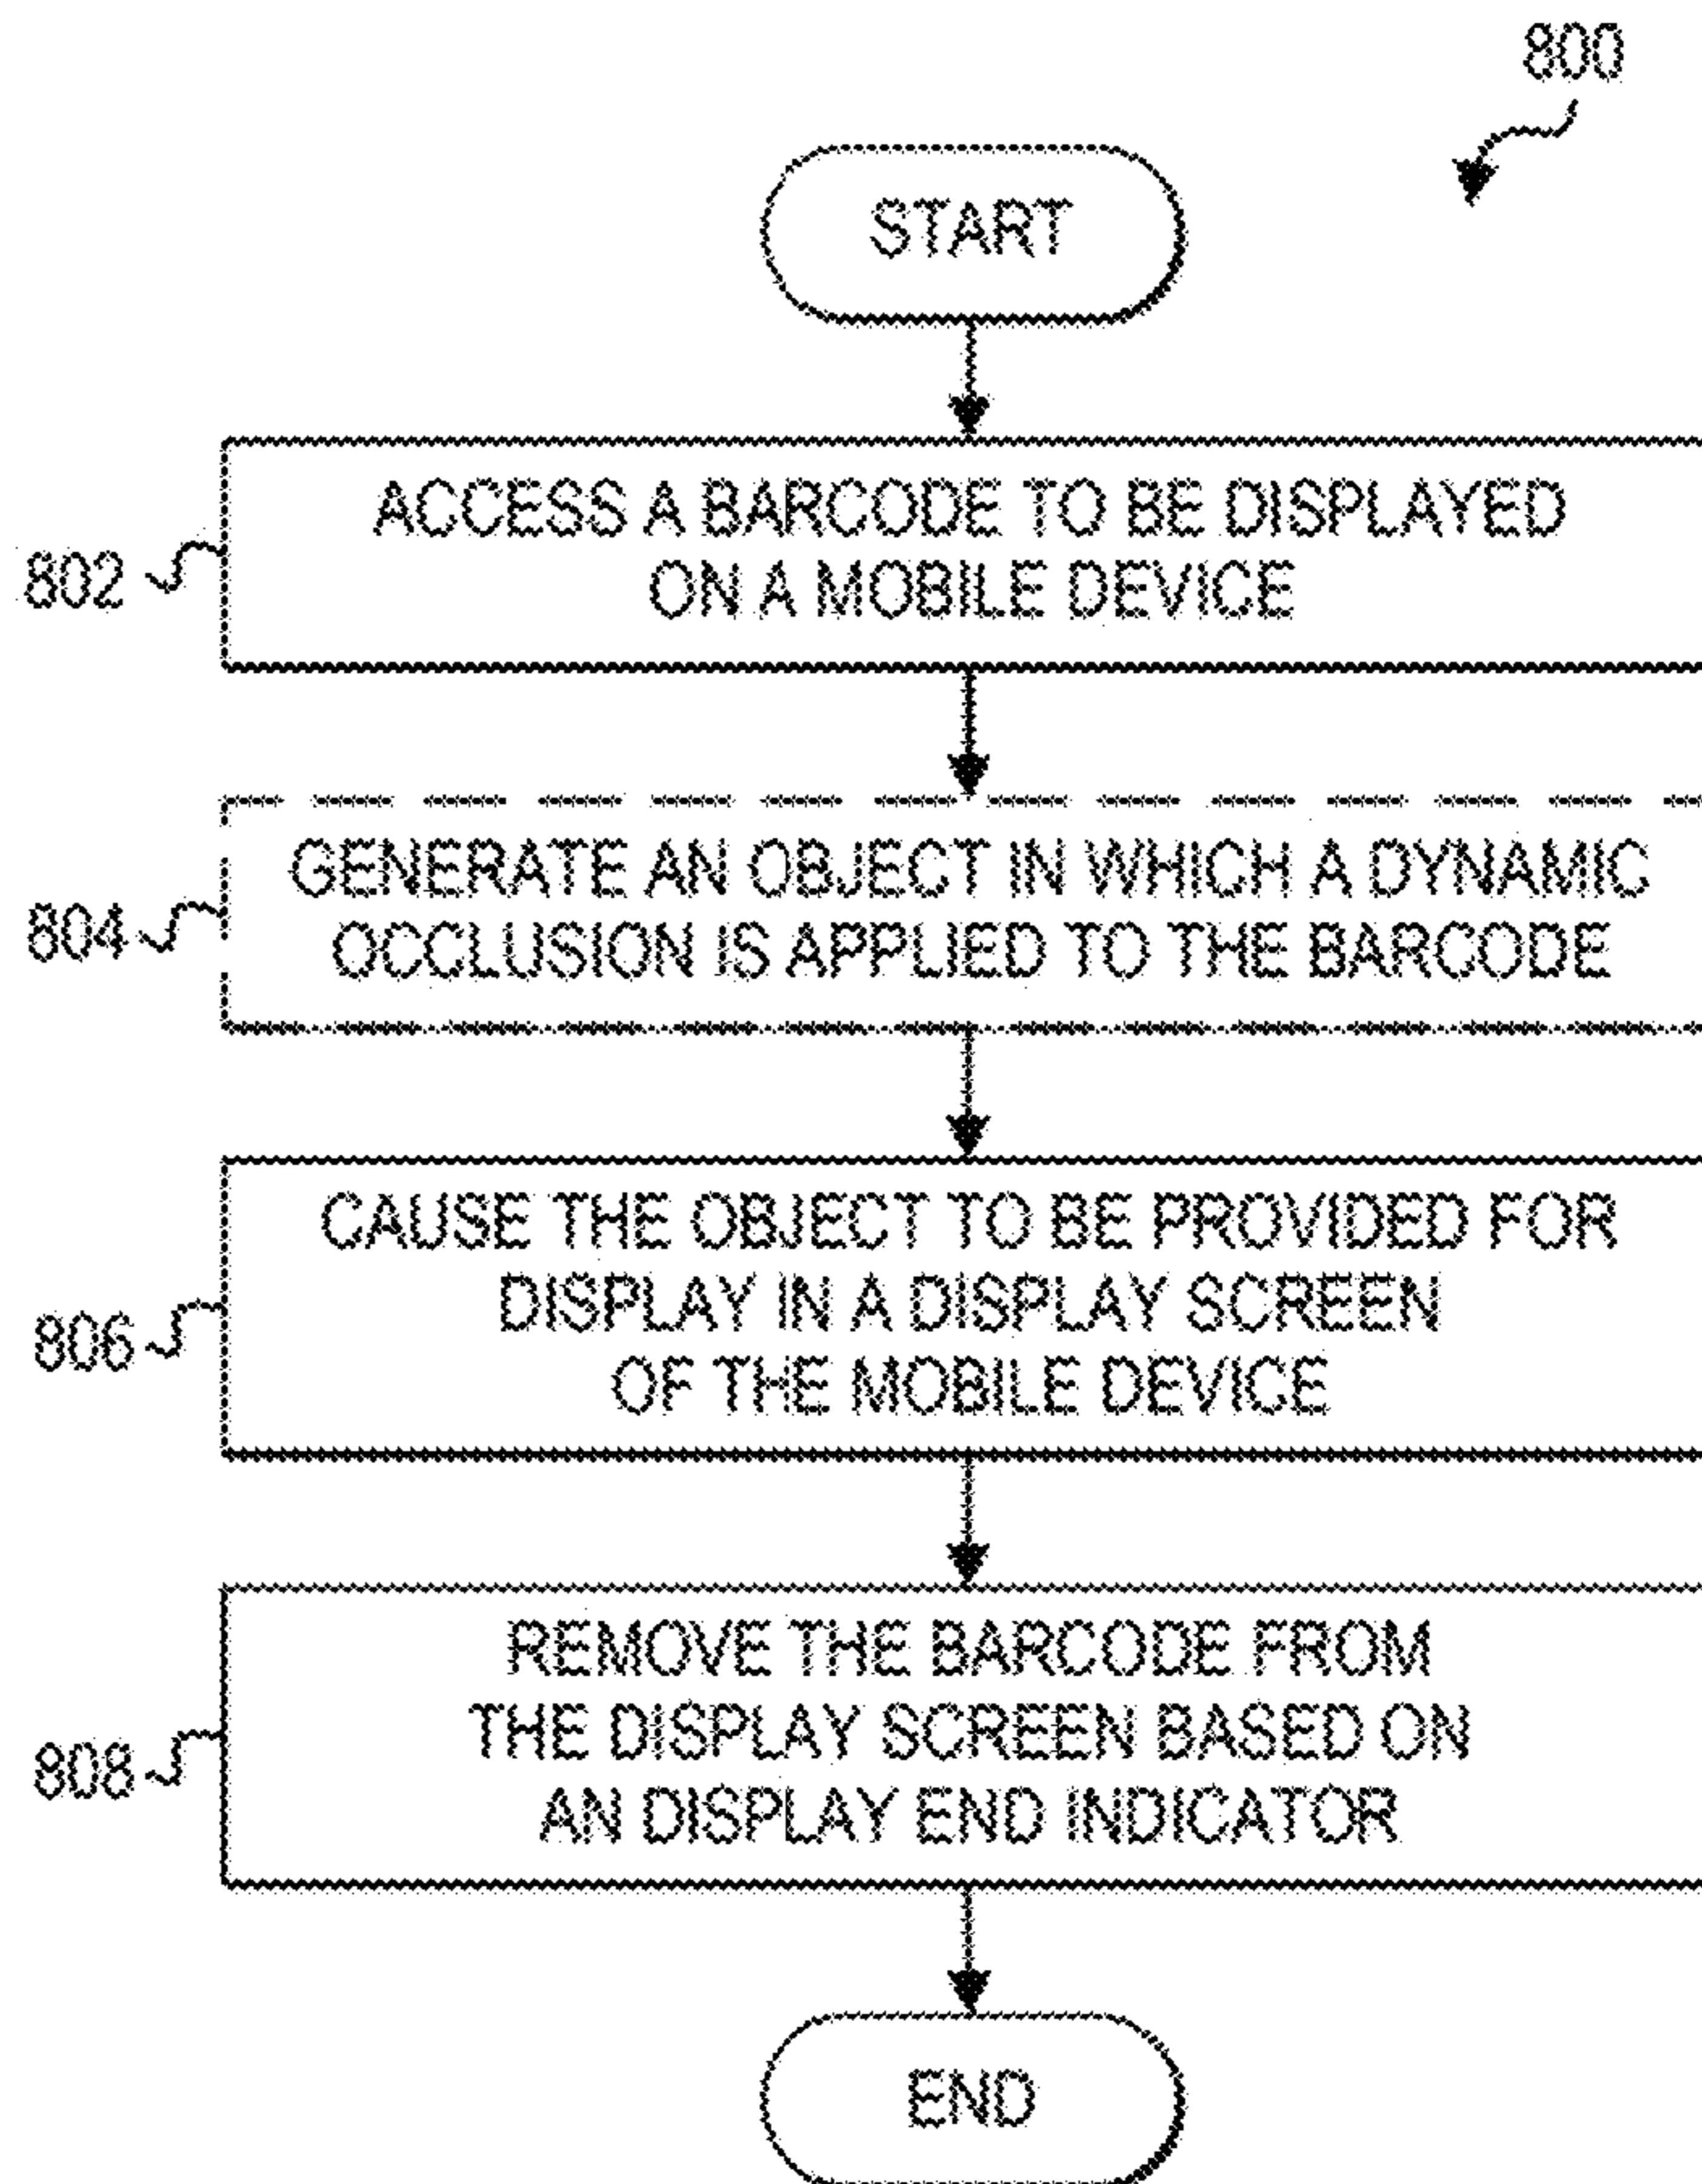 800
START
ACCESS A BARCODE TO BE DISPLAYED
ON A MOBILE DEVICE
802
GENERATE AN OBJECT IN WHICH A DYNAMIC
OCCLUSION IS APPLIED TO THE BARCODE
804
CAUSE THE OBJECT TO BE PROVIDED FOR
DISPLAY IN A DISPLAY SCREEN
OF THE MOBILE DEVICE
806
REMOVE THE BARCODE FROM
THE DISPLAY SCREEN BASED ON
AN DISPLAY END INDICATOR
808
END